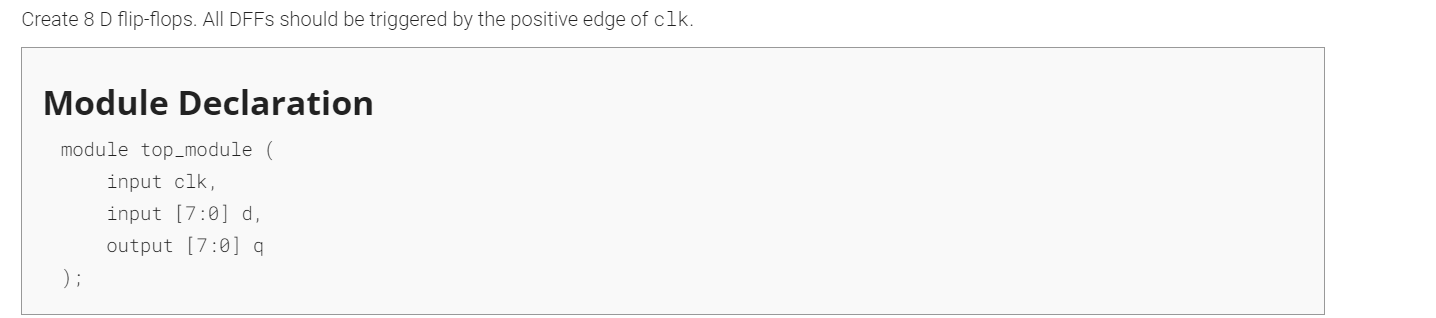 Create 8 D flip-flops. All DFFs should be triggered by the positive edge of clk.
Module Declaration
module top_module (
    input clk,
    input [7:0] d,
    output [7:0] q
);